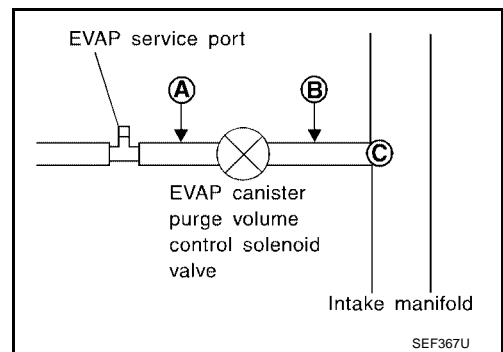 EVAP service port
A
B
C
EVAP canister
purge volume
control solenoid
valve
Intake manifold
SEF367U